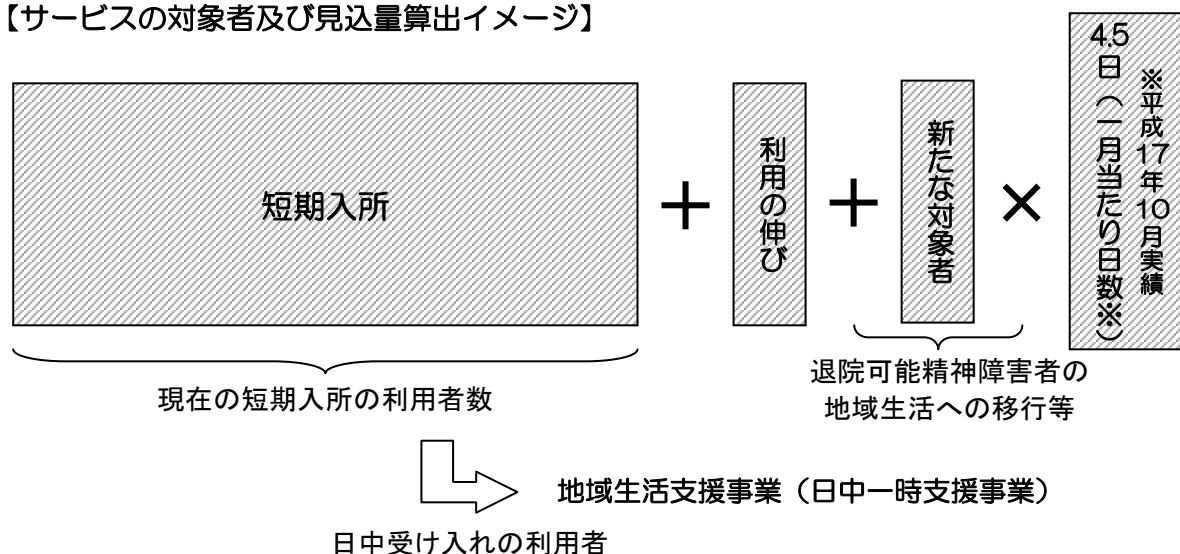 【サービスの対象者及び見込量算出イメージ】
短期入所
＋
利用の伸び
＋
新たな対象者
×
4.5日（一月当たり日数※）
※平成17年10月実績
現在の短期入所の利用者数
退院可能精神障害者の
地域生活への移行等
地域生活支援事業（日中一時支援事業）
日中受け入れの利用者